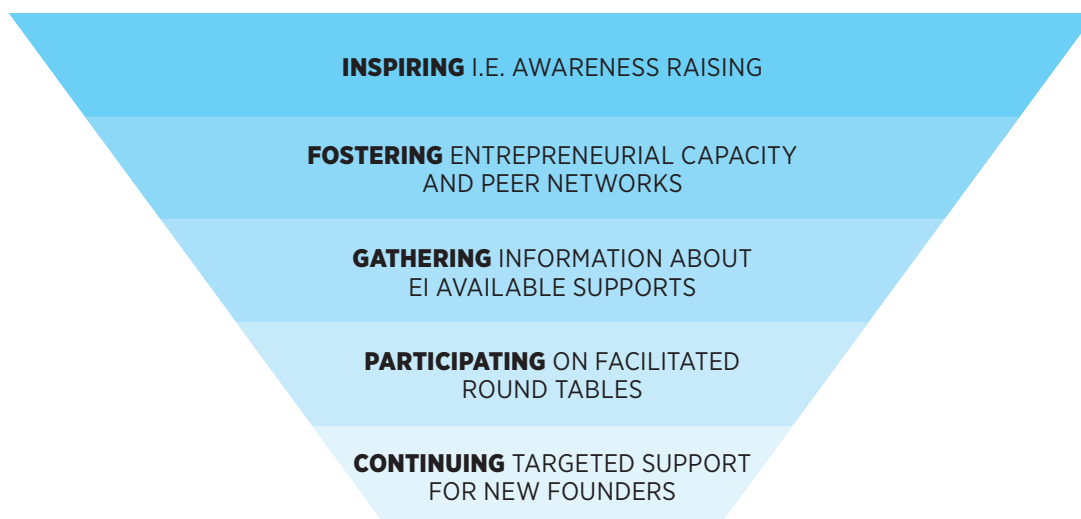 INSPIRING I.E. AWARENESS RAISING
FOSTERING ENTREPRENEURIAL CAPACITY
AND PEER NETWORKS
GATHERING INFORMATION ABOUT
EI AVAILABLE SUPPORTS
PARTICIPATING ON FACILITATED
ROUND TABLES
CONTINUING TARGETED SUPPORT
FOR NEW FOUNDERS